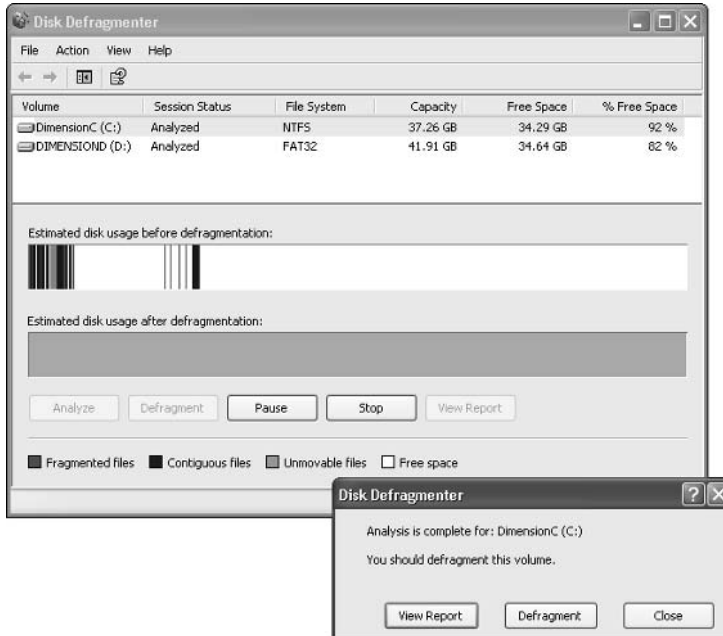 Disk Defragmenter
File Action View Help
Volume Session Status File System Capacity Free Space % Free Space
DimensionC (C:) Analyzed NTFS 37.26 GB 34.29 GB 92 %
DIMENSIOND (D:) Analyzed FAT32 41.91 GB 34.64 GB 82 %
Estimated disk usage before defragmentation:
Estimated disk usage after defragmentation:
Analyze Defragment Pause Stop View Report
Fragmented files Contiguous files Unmovable files Free space
Disk Defragmenter
Analysis is complete for: DimensionC (C:)
You should defragment this volume.
View Report Defragment Close